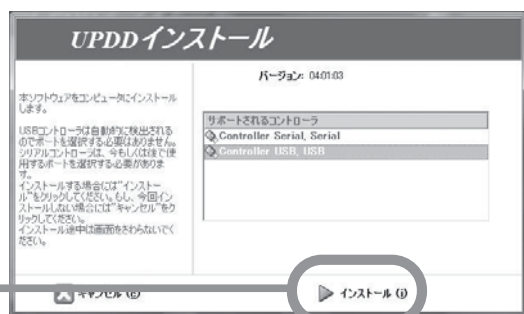 UPDDインストール
バージョン: 04.01.03
本ソフトウェアをコンピュータにインストール
します。
USBコントローラは自動的に検出される
のでポートを選択する必要はありません。
シリアルコントローラは、今もしくは後で使
用するポートを選択する必要がありま
す。
インストールする場合には"インストー
ル"をクリックしてください。もし、今回イン
ストールしない場合には"キャンセル"をク
リックしてください。
インストール途中は画面をさわらないでく
ださい。
サポートされるコントローラ
Controller Serial, Serial
Controller USB, USB
キャンセル (C)
インストール (I)